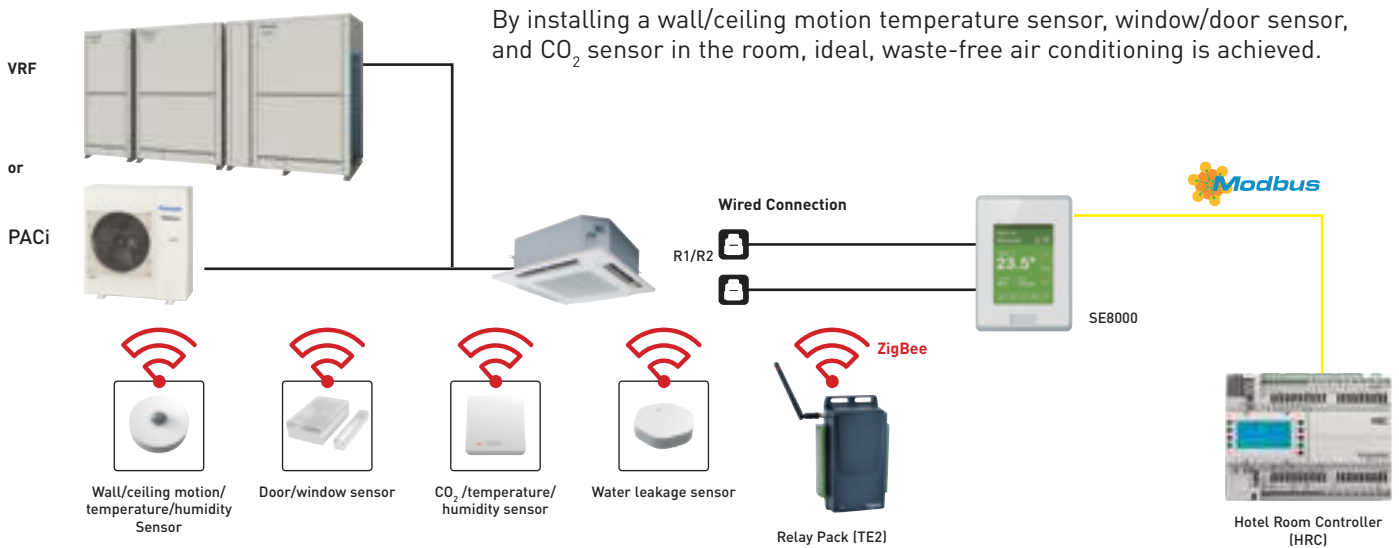 By installing a wall/ceiling motion temperature sensor, window/door sensor,
and CO₂ sensor in the room, ideal, waste-free air conditioning is achieved.
VRF
or
PACi
Wired Connection
R1/R2
Modbus
23.5°
SE8000
ZigBee
Wall/ceiling motion/
temperature/humidity
Sensor
Door/window sensor
CO₂ /temperature/
humidity sensor
Water leakage sensor
Relay Pack (TE2)
Hotel Room Controller
(HRC)